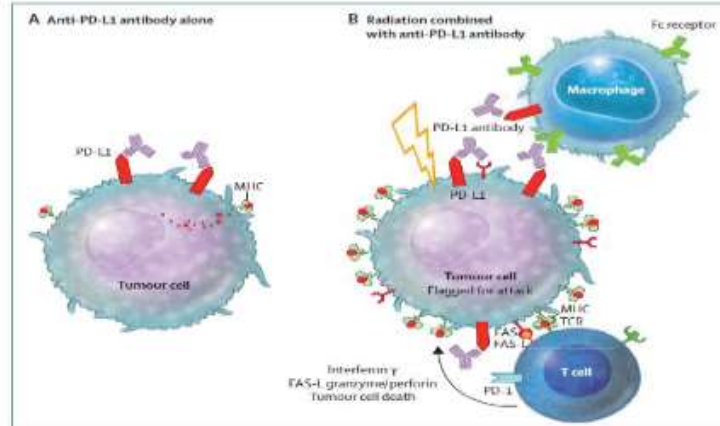 A Anti-PD-L1 antibody alone
PD-L1
MHC
Tumour cell
B Radiation combined
with anti-PD-L1 antibody
Fc receptor
Macrophage
PD-L1 antibody
PD-L1
Tumour cell
Flagged for attack
MHC
TCR
FAS
FAS-L
Interferon γ
FAS-L granzyme/perforin
Tumour cell death
PD-1
T cell